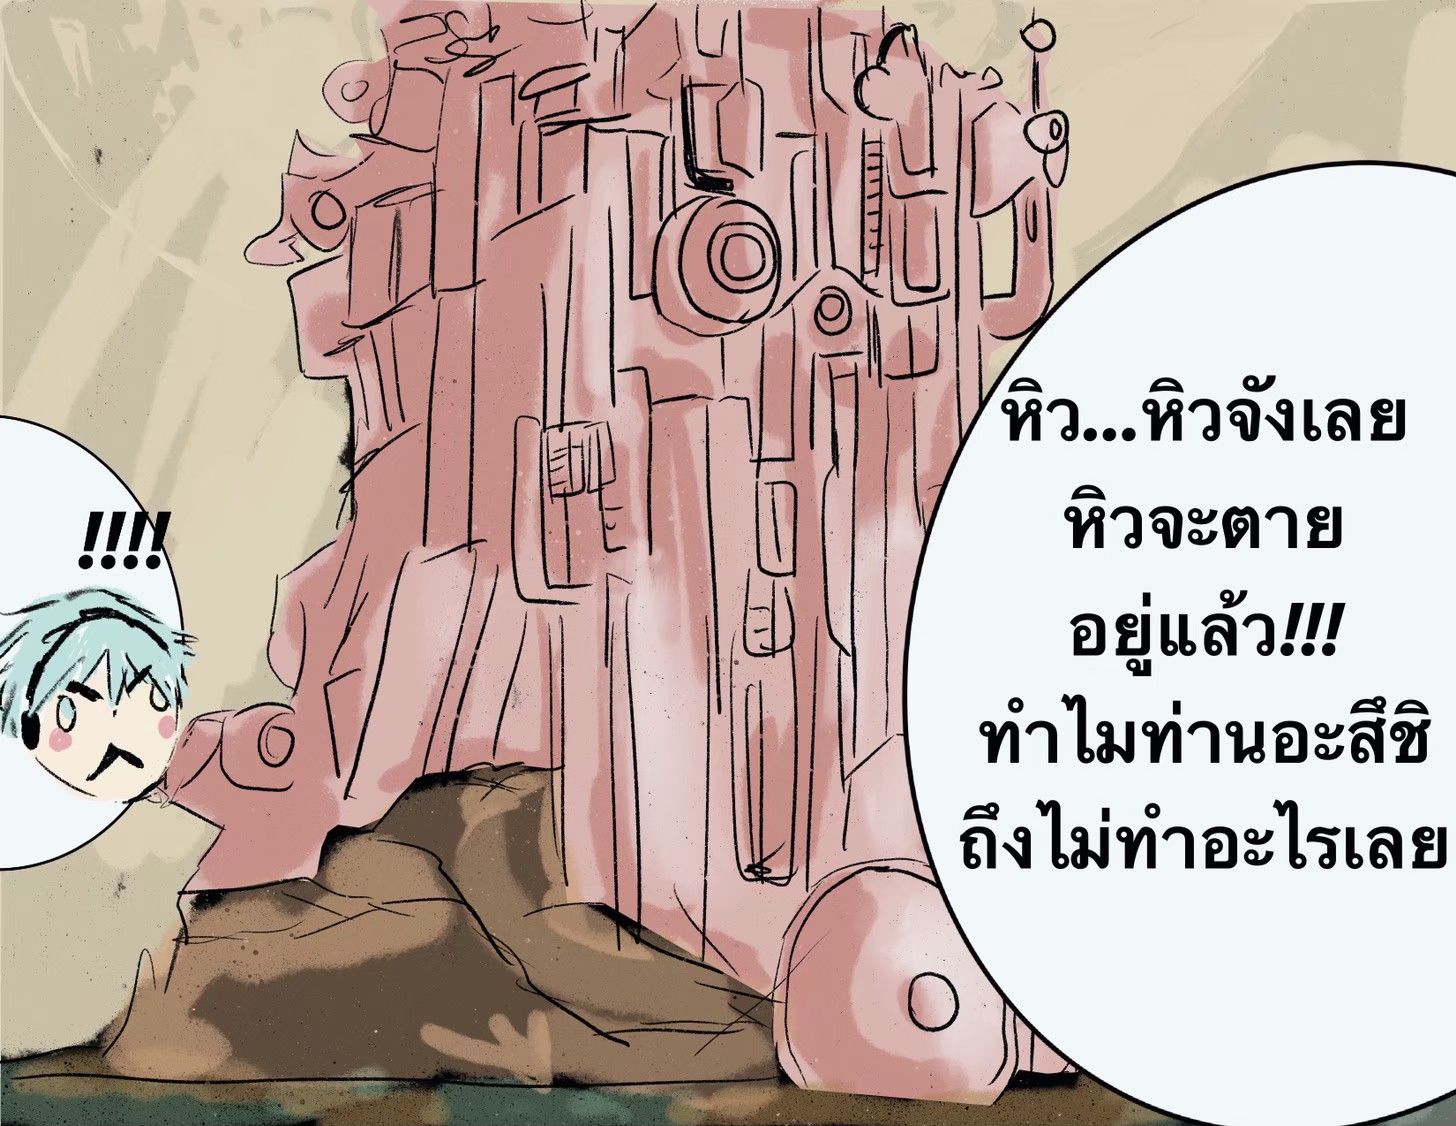 !!!!
หิว...หิวจังเลย
หิวจะตาย
อยู่แล้ว!!!
ทำไมท่านอะสึชิ
ถึงไม่ทำอะไรเลย